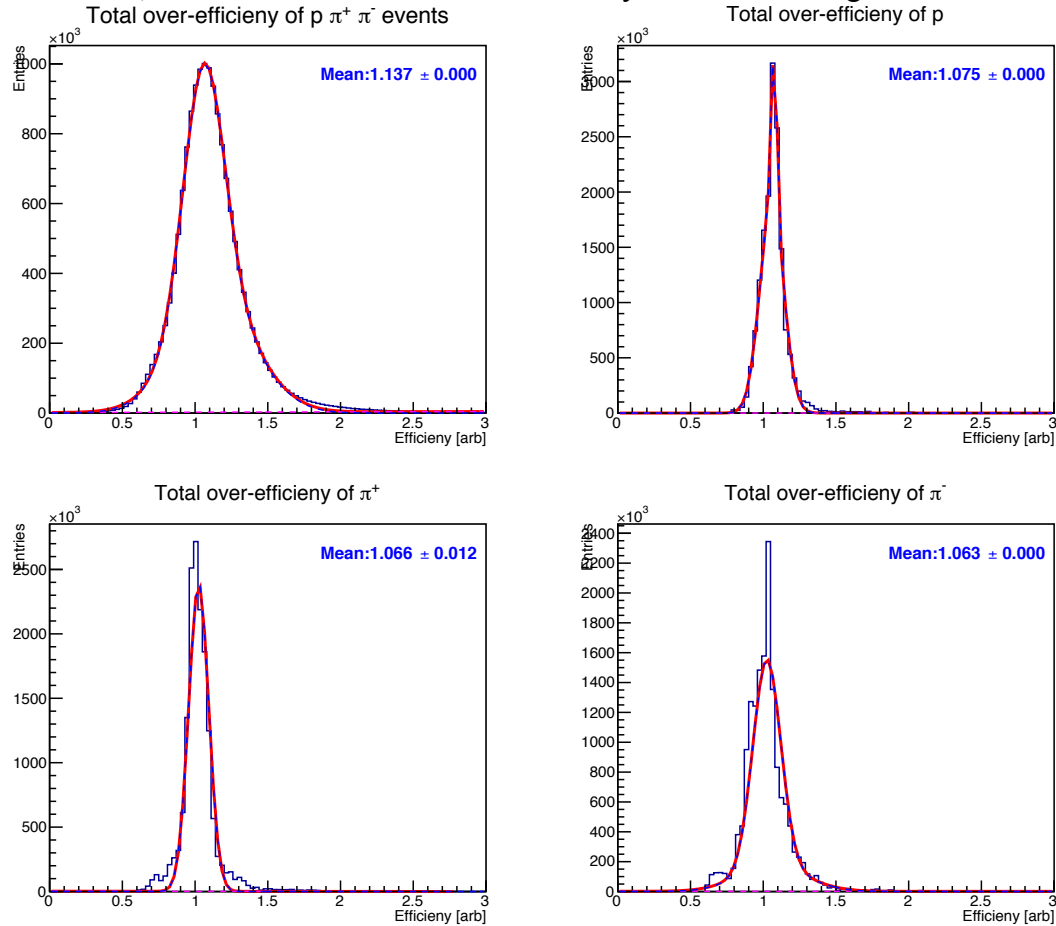 Total over-efficieny of p π⁺ π⁻ events
×10³
Entries
Mean:1.137 ± 0.000
1000
800
600
400
200
0
0 0.5 1 1.5 2 2.5 3
Efficieny [arb]
Total over-efficieny of p
×10³
Entries
Mean:1.075 ± 0.000
3000
2500
2000
1500
1000
500
0
0 0.5 1 1.5 2 2.5 3
Efficieny [arb]
Total over-efficieny of π⁺
×10³
Entries
Mean:1.066 ± 0.012
2500
2000
1500
1000
500
0
0 0.5 1 1.5 2 2.5 3
Efficieny [arb]
Total over-efficieny of π⁻
×10³
Entries
Mean:1.063 ± 0.000
2400
2200
2000
1800
1600
1400
1200
1000
800
600
400
200
0
0 0.5 1 1.5 2 2.5 3
Efficieny [arb]